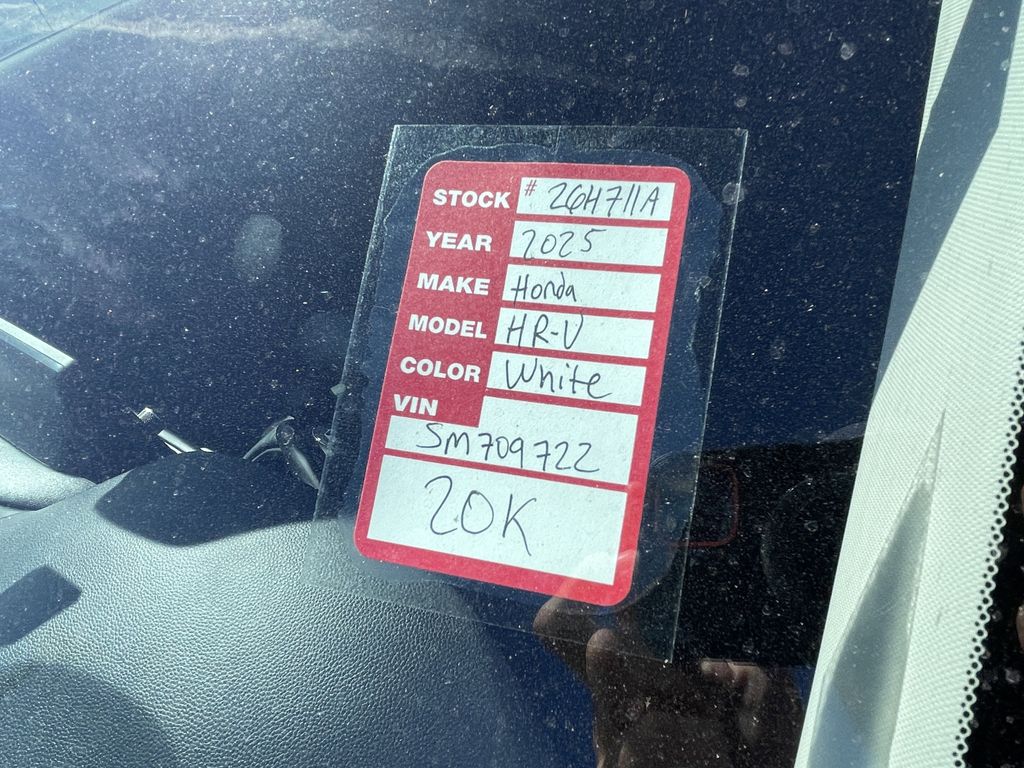 STOCK # 26H711A
YEAR 2025
MAKE Honda
MODEL HR-V
COLOR White
VIN
SM709722
20K